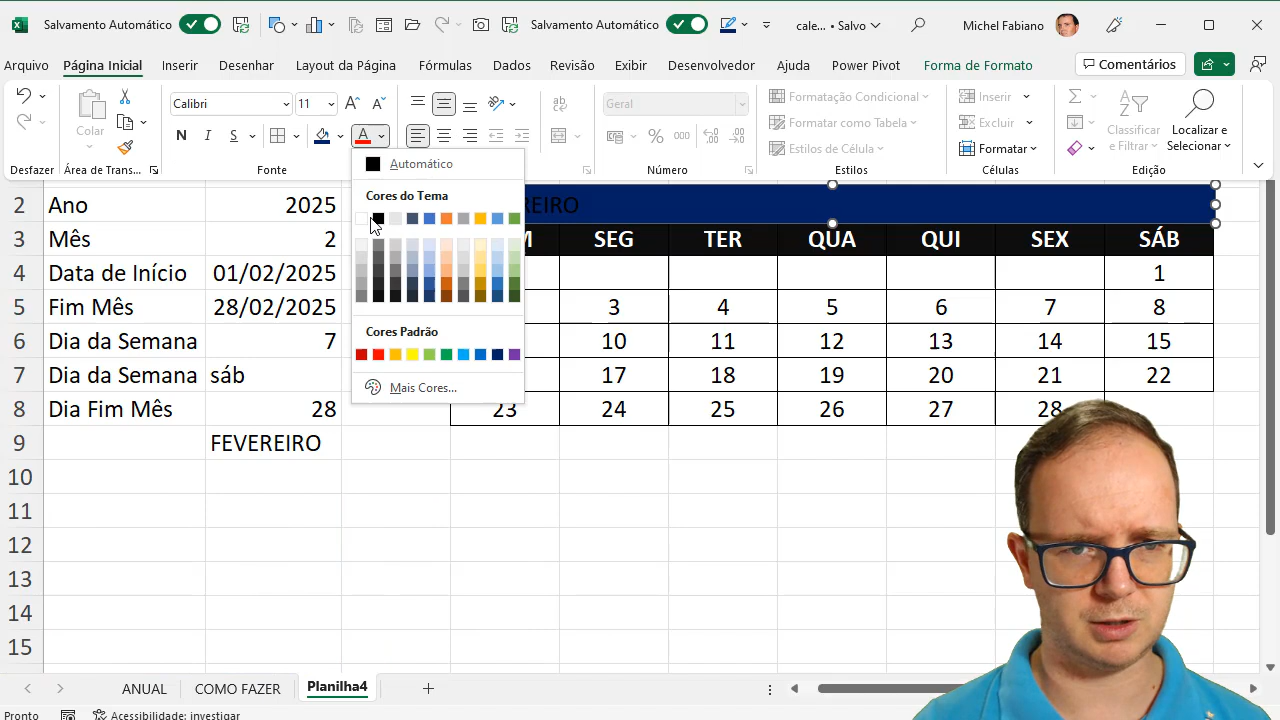 Salvamento Automático
Salvamento Automático
cale... • Salvo
Michel Fabiano
Arquivo
Página Inicial
Inserir
Desenhar
Layout da Página
Fórmulas
Dados
Revisão
Exibir
Desenvolvedor
Ajuda
Power Pivot
Forma de Formato
Comentários
Colar
Calibri
11
N I S
A
ab
Geral
% 000
Formatação Condicional
Formatar como Tabela
Estilos de Célula
Inserir
Excluir
Formatar
Classificar
e Filtrar
Localizar e
Selecionar
Desfazer
Área de Trans...
Fonte
Número
Estilos
Células
Edição
Automático
Cores do Tema
Cores Padrão
Mais Cores...
2 Ano 2025 REIRO
3 Mês 2 M SEG TER QUA QUI SEX SÁB
4 Data de Início 01/02/2025 1
5 Fim Mês 28/02/2025 3 4 5 6 7 8
6 Dia da Semana 7 10 11 12 13 14 15
7 Dia da Semana sáb 17 18 19 20 21 22
8 Dia Fim Mês 28 23 24 25 26 27 28
9 FEVEREIRO
10
11
12
13
14
15
ANUAL
COMO FAZER
Planilha4
Pronto
Acessibilidade: investigar